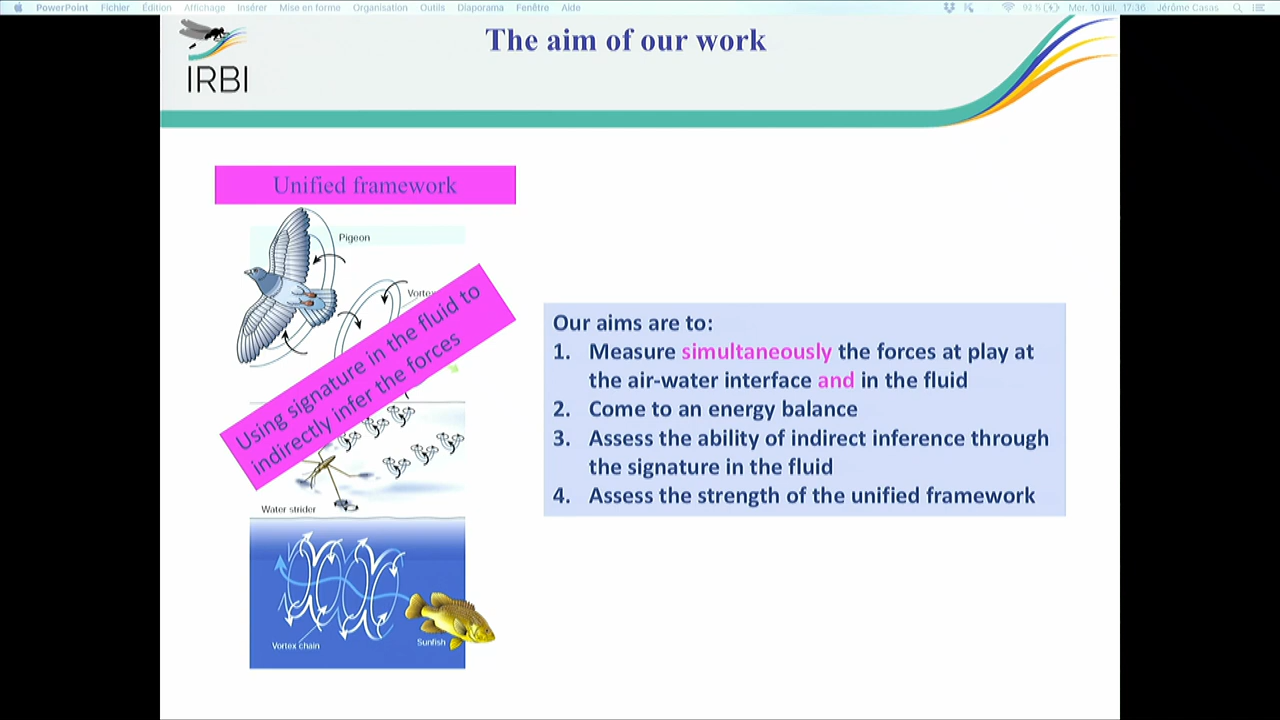 PowerPoint Fichier Édition Affichage Insérer Mise en forme Organisation Outils Diaporama Fenêtre Aide 92 % Mer. 10 juil. 17:36 Jérôme Casas
The aim of our work
IRBI
Unified framework
Pigeon
Using signature in the fluid to
indirectly infer the forces
Water strider
Vortex chain
Sunfish
Our aims are to:
1. Measure simultaneously the forces at play at
the air-water interface and in the fluid
2. Come to an energy balance
3. Assess the ability of indirect inference through
the signature in the fluid
4. Assess the strength of the unified framework